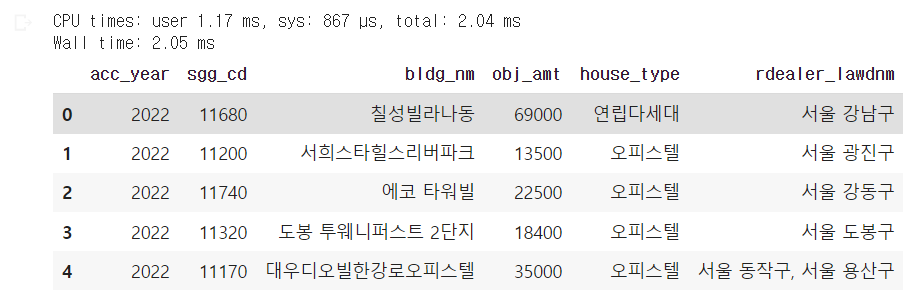 CPU times: user 1.17 ms, sys: 867 µs, total: 2.04 ms
Wall time: 2.05 ms
acc_year sgg_cd bldg_nm obj_amt house_type rdealer_lawdnm
0 2022 11680 칠성빌라나동 69000 연립다세대 서울 강남구
1 2022 11200 서희스타힐스리버파크 13500 오피스텔 서울 광진구
2 2022 11740 에코 타워빌 22500 오피스텔 서울 강동구
3 2022 11320 도봉 투웨니퍼스트 2단지 18400 오피스텔 서울 도봉구
4 2022 11170 대우디오빌한강로오피스텔 35000 오피스텔 서울 동작구, 서울 용산구